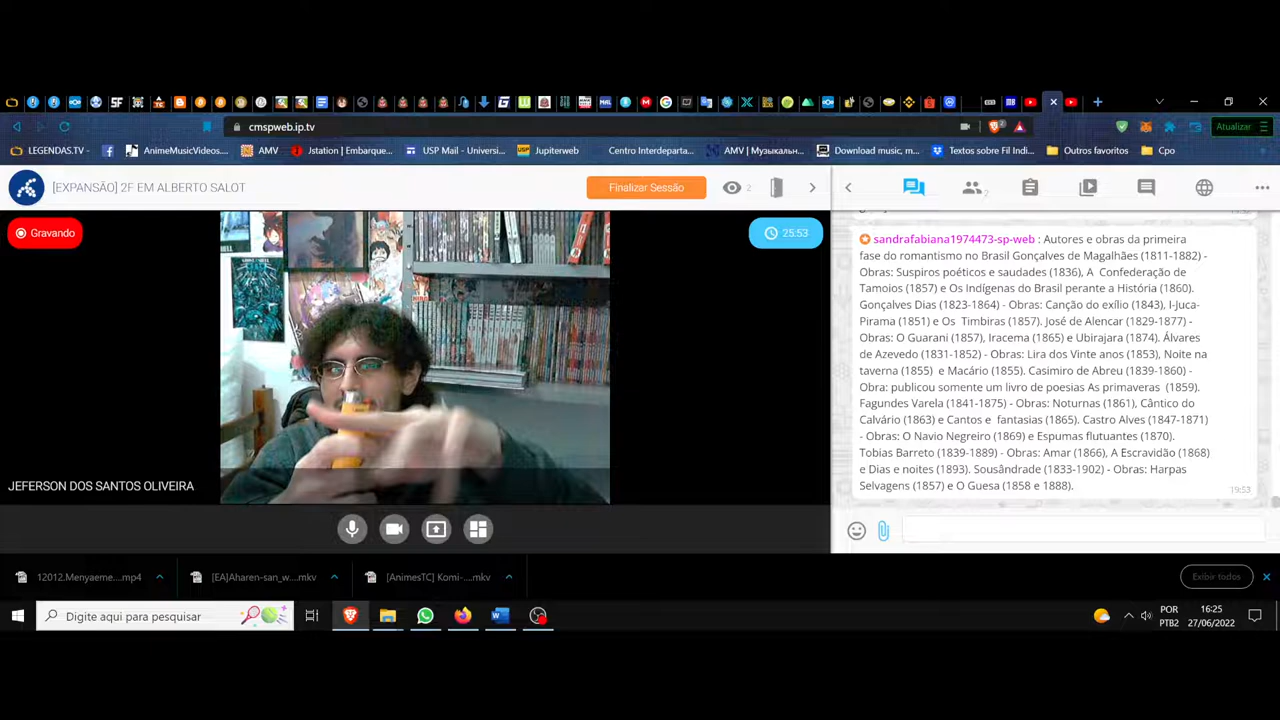 cmspweb.ip.tv
Atualizar
LEGENDAS.TV -
AnimeMusicVideos....
AMV
Jstation | Embarque...
USP Mail - Universi...
Jupiterweb
Centro Interdeparta...
AMV | Музыкальн...
Download music, m...
Textos sobre Fil Indi...
Outros favoritos
Cpo
[EXPANSÃO] 2F EM ALBERTO SALOT
Finalizar Sessão
2
2
Gravando
25:53
JEFERSON DOS SANTOS OLIVEIRA
sandrafabiana1974473-sp-web : Autores e obras da primeira
fase do romantismo no Brasil Gonçalves de Magalhães (1811-1882) -
Obras: Suspiros poéticos e saudades (1836), A Confederação de
Tamoios (1857) e Os Indígenas do Brasil perante a História (1860).
Gonçalves Dias (1823-1864) - Obras: Canção do exílio (1843). I-Juca-
Pirama (1851) e Os Timbiras (1857). José de Alencar (1829-1877) -
Obras: O Guarani (1857), Iracema (1865) e Ubirajara (1874). Álvares
de Azevedo (1831-1852) - Obras: Lira dos Vinte anos (1853), Noite na
taverna (1855) e Macário (1855). Casimiro de Abreu (1839-1860) -
Obra: publicou somente um livro de poesias As primaveras (1859).
Fagundes Varela (1841-1875) - Obras: Noturnas (1861), Cântico do
Calvário (1863) e Cantos e fantasias (1865). Castro Alves (1847-1871)
- Obras: O Navio Negreiro (1869) e Espumas flutuantes (1870).
Tobias Barreto (1839-1889) - Obras: Amar (1866), A Escravidão (1868)
e Dias e noites (1893). Sousândrade (1833-1902) - Obras: Harpas
Selvagens (1857) e O Guesa (1858 e 1888).
19:53
12012.Menyaeme....mp4
[EA]Aharen-san_w....mkv
[AnimesTC] Komi-....mkv
Exibir todos
Digite aqui para pesquisar
POR
PTB2
16:25
27/06/2022